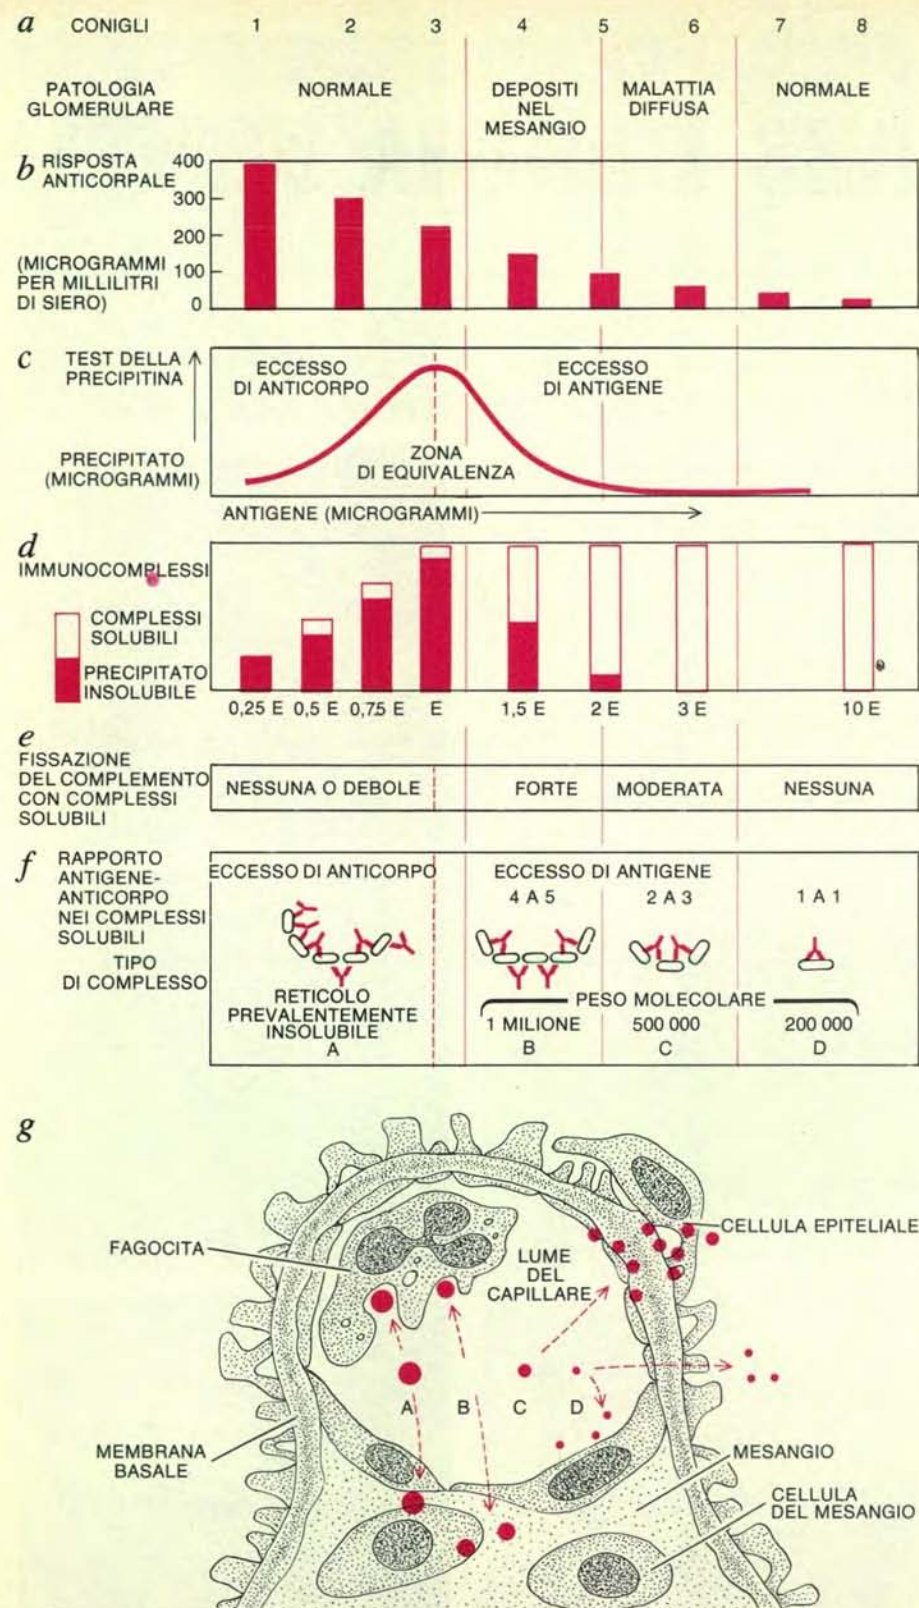 a CONIGLI 1 2 3 4 5 6 7 8
PATOLOGIA
GLOMERULARE
NORMALE
DEPOSITI
NEL
MESANGIO
MALATTIA
DIFFUSA
NORMALE
b RISPOSTA
ANTICORPALE
(MICROGRAMMI
PER MILLILITRI
DI SIERO)
400
300
200
100
0
c TEST DELLA
PRECIPITINA
PRECIPITATO
(MICROGRAMMI)
ECCESSO
DI ANTICORPO
ECCESSO
DI ANTIGENE
ZONA
DI EQUIVALENZA
ANTIGENE (MICROGRAMMI)
d
IMMUNOCOMPLESSI
COMPLESSI
SOLUBILI
PRECIPITATO
INSOLUBILE
0,25 E 0,5 E 0,75 E E 1,5 E 2 E 3 E 10 E
e
FISSAZIONE
DEL COMPLEMENTO
CON COMPLESSI
SOLUBILI
NESSUNA O DEBOLE FORTE MODERATA NESSUNA
f RAPPORTO
ANTIGENE-
ANTICORPO
NEI COMPLESSI
SOLUBILI
TIPO
DI COMPLESSO
ECCESSO DI ANTICORPO
ECCESSO DI ANTIGENE
4 A 5 2 A 3 1 A 1
RETICOLO
PREVALENTEMENTE
INSOLUBILE
A
PESO MOLECOLARE
1 MILIONE 500 000 200 000
B C D
g
FAGOCITA
LUME
DEL
CAPILLARE
CELLULA EPITELIALE
A B C D
MEMBRANA
BASALE
MESANGIO
CELLULA
DEL MESANGIO